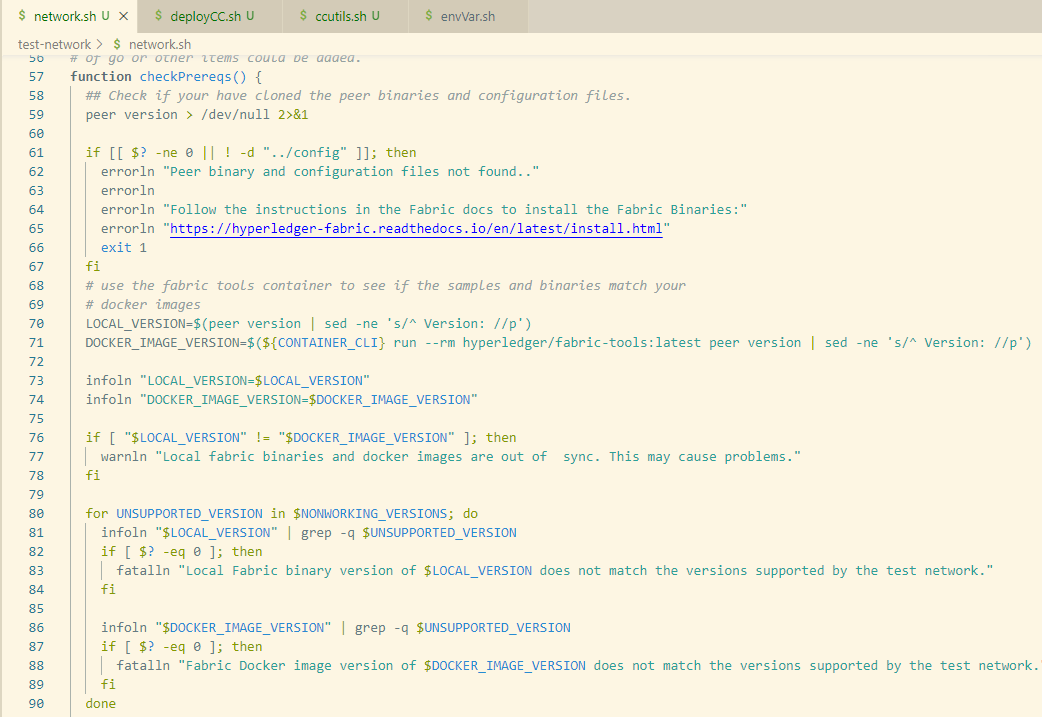 $ network.sh U × $ deployCC.sh U $ ccutils.sh U $ envVar.sh
test-network > $ network.sh
56 # of go or other items could be added.
57 function checkPrereqs() {
58 ## Check if your have cloned the peer binaries and configuration files.
59 peer version > /dev/null 2>&1
60
61 if [[ $? -ne 0 || ! -d "../config" ]]; then
62 errorln "Peer binary and configuration files not found.."
63 errorln
64 errorln "Follow the instructions in the Fabric docs to install the Fabric Binaries:"
65 errorln "https://hyperledger-fabric.readthedocs.io/en/latest/install.html"
66 exit 1
67 fi
68 # use the fabric tools container to see if the samples and binaries match your
69 # docker images
70 LOCAL_VERSION=$(peer version | sed -ne 's/^ Version: //p')
71 DOCKER_IMAGE_VERSION=$(${CONTAINER_CLI} run --rm hyperledger/fabric-tools:latest peer version | sed -ne 's/^ Version: //p')
72
73 infoln "LOCAL_VERSION=$LOCAL_VERSION"
74 infoln "DOCKER_IMAGE_VERSION=$DOCKER_IMAGE_VERSION"
75
76 if [ "$LOCAL_VERSION" != "$DOCKER_IMAGE_VERSION" ]; then
77 warnln "Local fabric binaries and docker images are out of  sync. This may cause problems."
78 fi
79
80 for UNSUPPORTED_VERSION in $NONWORKING_VERSIONS; do
81 infoln "$LOCAL_VERSION" | grep -q $UNSUPPORTED_VERSION
82 if [ $? -eq 0 ]; then
83 fatalln "Local Fabric binary version of $LOCAL_VERSION does not match the versions supported by the test network."
84 fi
85
86 infoln "$DOCKER_IMAGE_VERSION" | grep -q $UNSUPPORTED_VERSION
87 if [ $? -eq 0 ]; then
88 fatalln "Fabric Docker image version of $DOCKER_IMAGE_VERSION does not match the versions supported by the test network.
89 fi
90 done